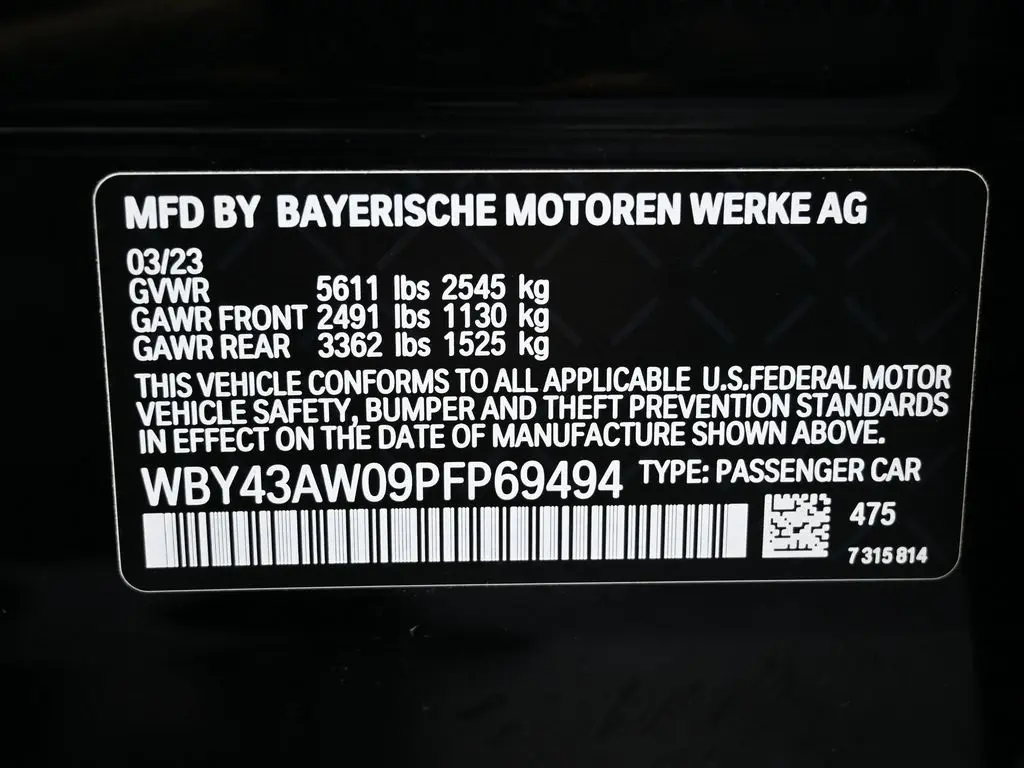 MFD BY BAYERISCHE MOTOREN WERKE AG
03/23
GVWR 5611 lbs 2545 kg
GAWR FRONT 2491 lbs 1130 kg
GAWR REAR 3362 lbs 1525 kg
THIS VEHICLE CONFORMS TO ALL APPLICABLE U.S.FEDERAL MOTOR
VEHICLE SAFETY, BUMPER AND THEFT PREVENTION STANDARDS
IN EFFECT ON THE DATE OF MANUFACTURE SHOWN ABOVE.
WBY43AW09PFP69494 TYPE: PASSENGER CAR
475
7 315 814